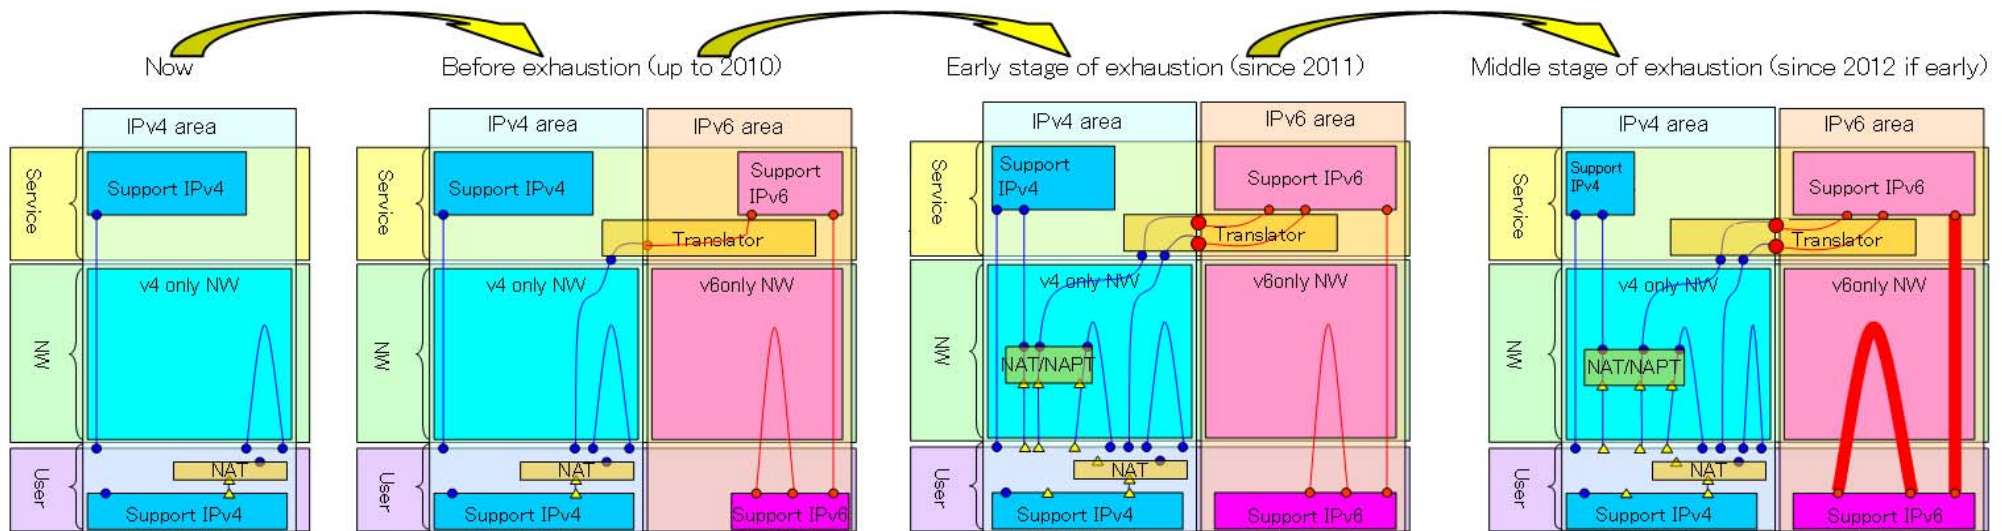 Now
Before exhaustion (up to 2010)
Early stage of exhaustion (since 2011)
Middle stage of exhaustion (since 2012 if early)
IPv4 area
Service
Support IPv4
v4 only NW
NW
User
NAT
Support IPv4
IPv4 area
IPv6 area
Service
Support IPv4
Support
IPv6
Translator
v4 only NW
v6only NW
NW
User
NAT
Support IPv4
Support IPv6
IPv4 area
IPv6 area
Service
Support
IPv4
Support IPv6
Translator
v4 only NW
v6only NW
NW
NAT/NAPT
User
NAT
Support IPv4
Support IPv6
IPv4 area
IPv6 area
Service
Support
IPv4
Support IPv6
Translator
v4 only NW
v6only NW
NW
NAT/NAPT
User
NAT
Support IPv4
Support IPv6